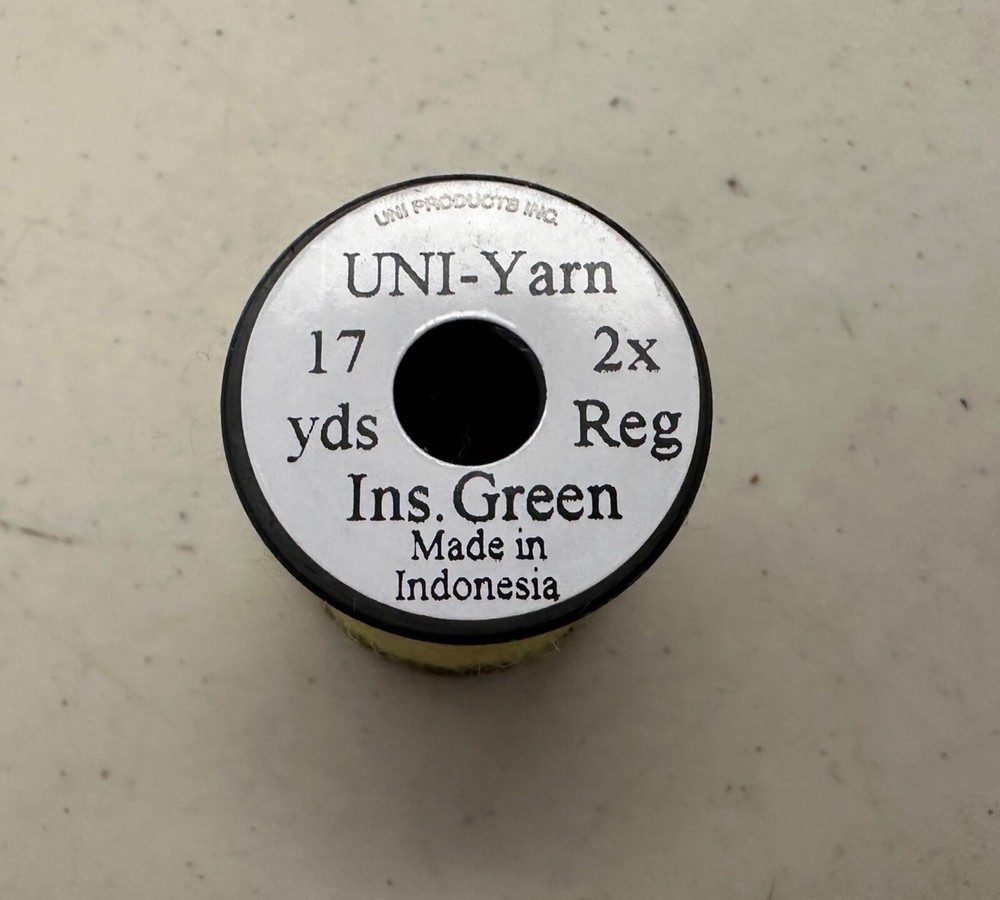 UNI PRODUCTS INC.
UNI-Yarn
17 yds
2x Reg
Ins. Green
Made in
Indonesia